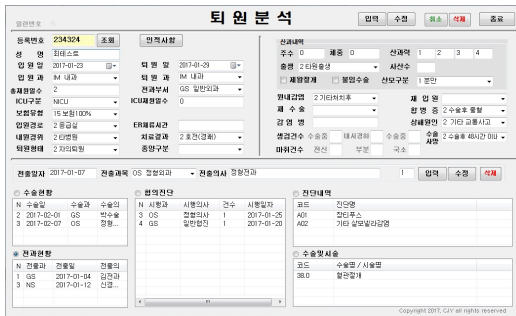 퇴 원 분 석
입력 수정 취소 삭제 종료
일련번호
등록번호 234324 조회 인적사항
성 명 최테스트
입 원 일 2017-01-23 퇴 원 일 2017-01-29
입 원 과 IM 내과 퇴 원 과 IM 내과
총재원일수 2 전과부서 GS 일반외과
ICU구분 NICU ICU재원일수 0
보험유형 15 보험100%
입원경로 2 응급실 ER체류시간
내원경위 2 타병원 치료결과 2 호전(경쾌)
퇴원형태 2 자의퇴원 종양구분
산과내역
주수 0 체중 0 산과력 1 2 3 4
출생 2 타원출생 사산수
제왕절개 불임수술 산모구분 1 분만
원내감염 2 기타처치후 재 입 원
재 수 술 합 병 증 2 수술후 출혈
감 염 병 상해원인 2 기타 교통사고
생검건수 수술중 내시경하 수술중 수술사망 2 수술후 48시간 이내
마취건수 전신 부분 국소
전출일자 2017-01-07 전출과목 OS 정형외과 전출의사 정형전과 1 입력 수정 삭제
수술현황
N 수술일 수술과 수술의
2 2017-02-01 GS 박수술
3 2017-02-07 OS 정형...
전과현황
N 전출과 전출일 전출의
1 GS 2017-01-04 김전과
3 NS 2017-01-12 신경...
협의진단
N 시행과 시행의사 건수 시행일자
3 OS 정협의사 1 2017-01-25
4 GS 일반협진 1 2017-01-20
진단내역
코드 진단명
A01 장티푸스
A02 기타 살모넬라감염
수술및시술
코드 수술명 / 시술명
38.0 혈관절개
Copyright 2017, CJY all rights reserved